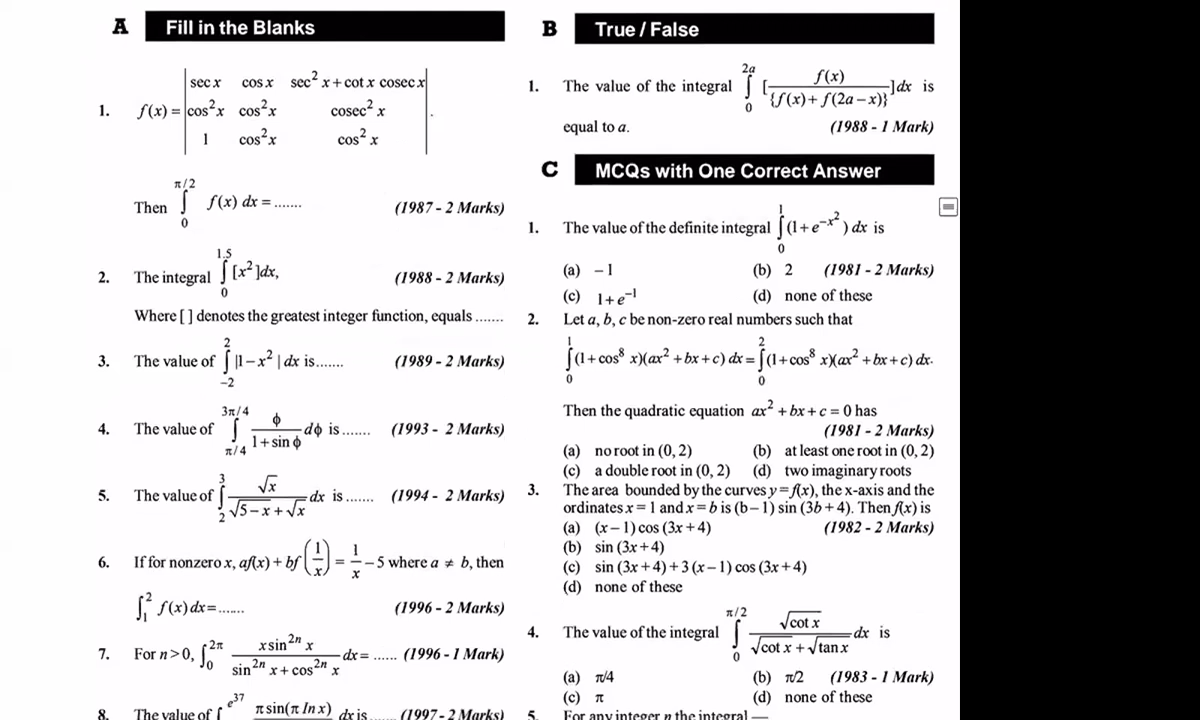 A Fill in the Blanks
1. f(x) = |sec x cos x sec² x + cot x cosec x|
|cos² x cos² x cosec² x|
|1 cos² x cos² x| .
Then ∫₀^{π/2} f(x) dx = ....... (1987 - 2 Marks)
2. The integral ∫₀^{1.5} [x²]dx, (1988 - 2 Marks)
Where [ ] denotes the greatest integer function, equals .......
3. The value of ∫₋₂^{2} |1 – x² | dx is....... (1989 - 2 Marks)
4. The value of ∫_{π/4}^{3π/4} ϕ/(1 + sin ϕ) dϕ is ....... (1993 - 2 Marks)
5. The value of ∫₂^{3} √x/(√(5 – x) + √x) dx is ....... (1994 - 2 Marks)
6. If for nonzero x, af(x) + bf(1/x) = 1/x – 5 where a ≠ b, then
∫₁^{2} f(x) dx = ....... (1996 - 2 Marks)
7. For n > 0, ∫₀^{2π} x sin^{2n} x/(sin^{2n} x + cos^{2n} x) dx = ...... (1996 - 1 Mark)
8. The value of ∫ e^{37} π sin(π ln x) dx is....... (1997 - 2 Marks)
B True / False
1. The value of the integral ∫₀^{2a} [f(x)/{f(x) + f(2a – x)}]dx is
equal to a. (1988 - 1 Mark)
C MCQs with One Correct Answer
1. The value of the definite integral ∫₀^{1} (1 + e^{–x²}) dx is
(a) – 1 (b) 2 (1981 - 2 Marks)
(c) 1 + e^{–1} (d) none of these
2. Let a, b, c be non-zero real numbers such that
∫₀^{1} (1 + cos⁸ x)(ax² + bx + c) dx = ∫₀^{2} (1 + cos⁸ x)(ax² + bx + c) dx.
Then the quadratic equation ax² + bx + c = 0 has
(1981 - 2 Marks)
(a) no root in (0, 2) (b) at least one root in (0, 2)
(c) a double root in (0, 2) (d) two imaginary roots
3. The area bounded by the curves y = f(x), the x-axis and the
ordinates x = 1 and x = b is (b – 1) sin (3b + 4). Then f(x) is
(a) (x – 1) cos (3x + 4) (1982 - 2 Marks)
(b) sin (3x + 4)
(c) sin (3x + 4) + 3 (x – 1) cos (3x + 4)
(d) none of these
4. The value of the integral ∫₀^{π/2} √(cot x)/(√(cot x) + √(tan x)) dx is
(a) π/4 (b) π/2 (1983 - 1 Mark)
(c) π (d) none of these
5. For any integer n the integral —